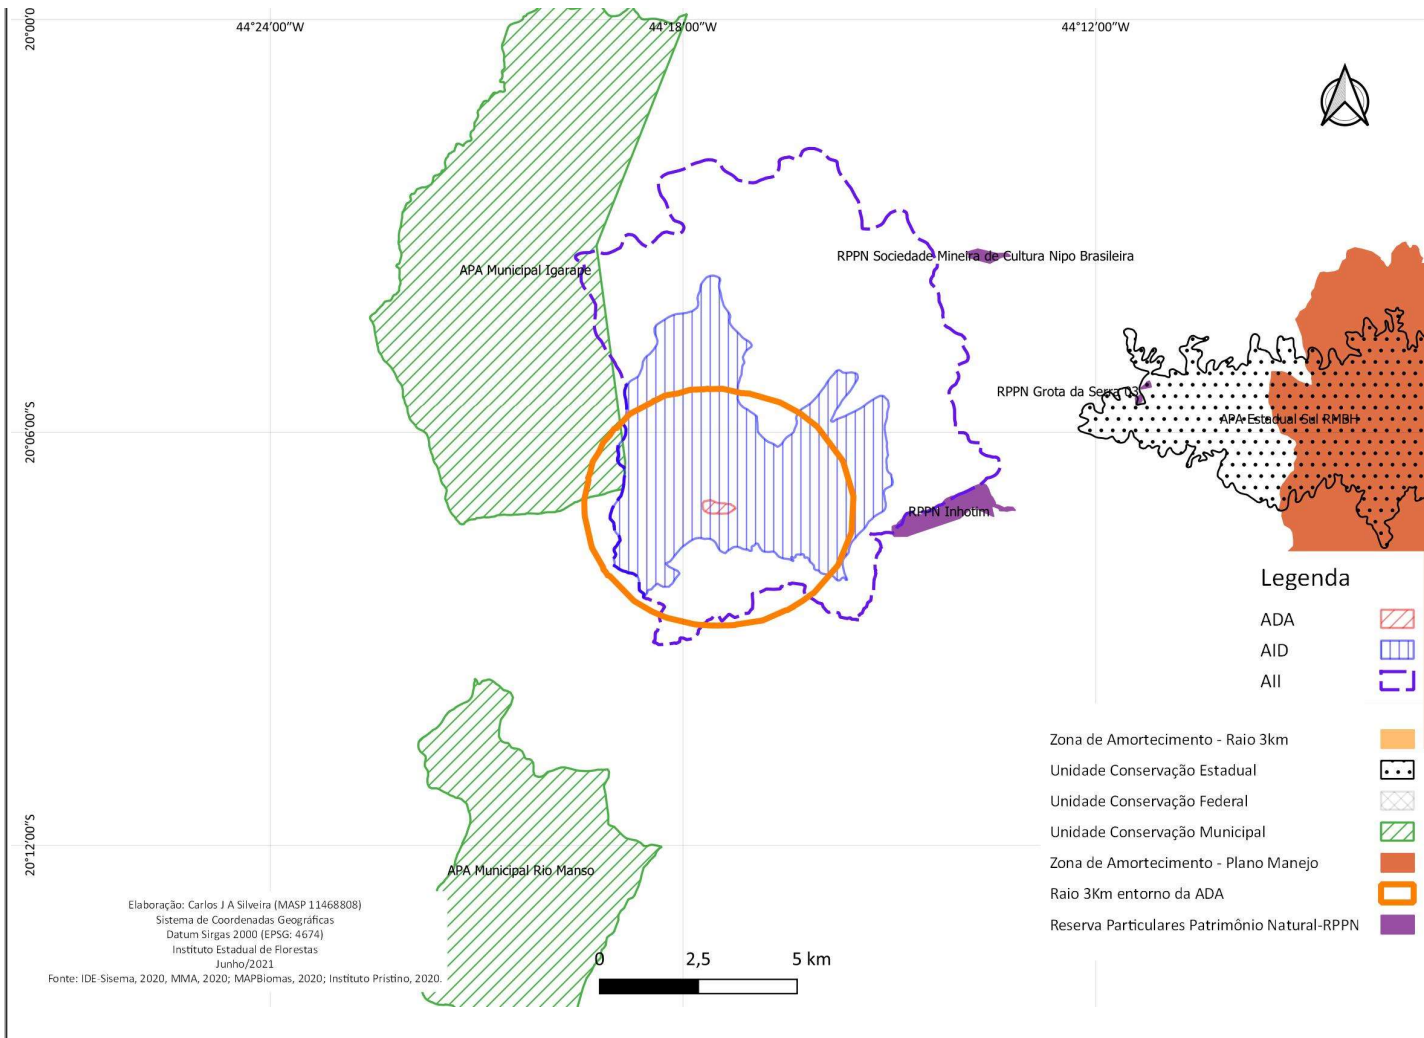 44°24'00"W
44°18'00"W
44°12'00"W
20°00'0
APA Municipal Igarapé
RPPN Sociedade Mineira de Cultura Nipo Brasileira
RPPN Grota da Serra 03
APA Estadual Sul RMBH
20°06'00"S
RPPN Inhotim
Legenda
ADA
AID
AII
Zona de Amortecimento - Raio 3km
Unidade Conservação Estadual
Unidade Conservação Federal
Unidade Conservação Municipal
Zona de Amortecimento - Plano Manejo
Raio 3Km entorno da ADA
Reserva Particulares Patrimônio Natural-RPPN
20°12'00"S
APA Municipal Rio Manso
Elaboração: Carlos J A Silveira (MASP 11468808)
Sistema de Coordenadas Geográficas
Datum Sirgas 2000 (EPSG: 4674)
Instituto Estadual de Florestas
Junho/2021
Fonte: IDE-Sisema, 2020, MMA, 2020; MAPBiomas, 2020; Instituto Prístino, 2020.
0 2,5 5 km